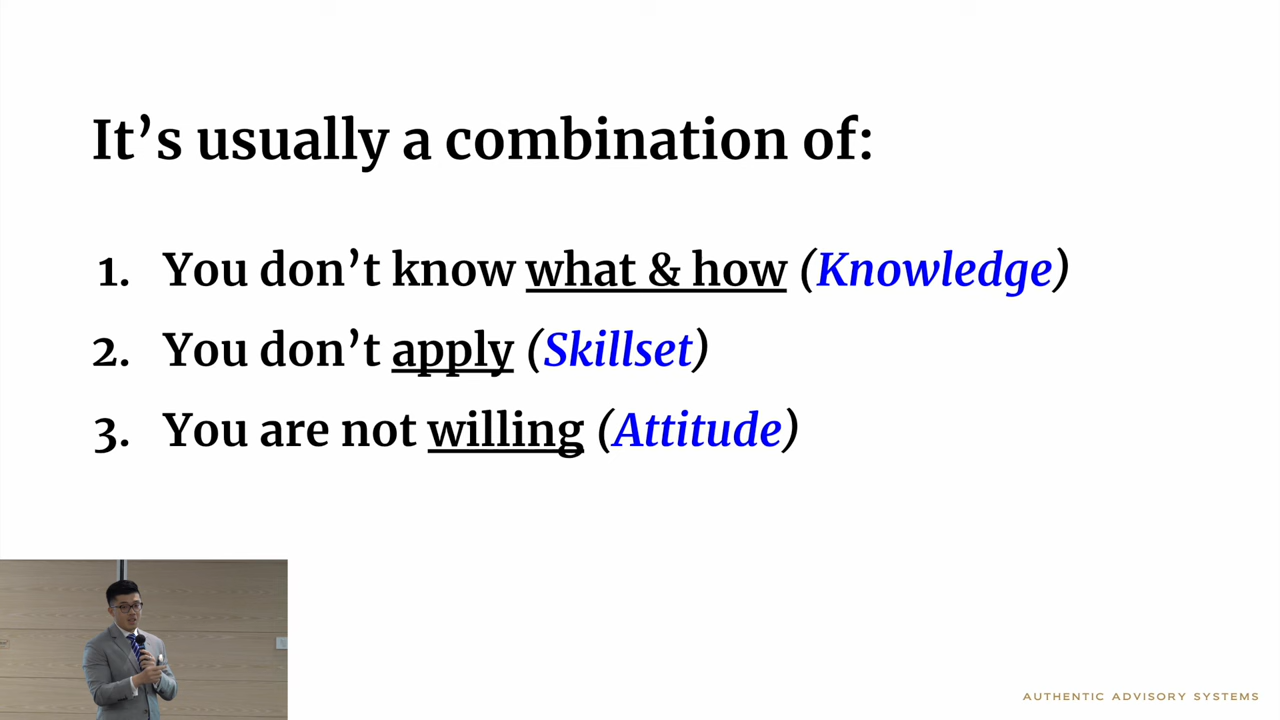 It’s usually a combination of:
1. You don’t know what & how (Knowledge)
2. You don’t apply (Skillset)
3. You are not willing (Attitude)
AUTHENTIC ADVISORY SYSTEMS